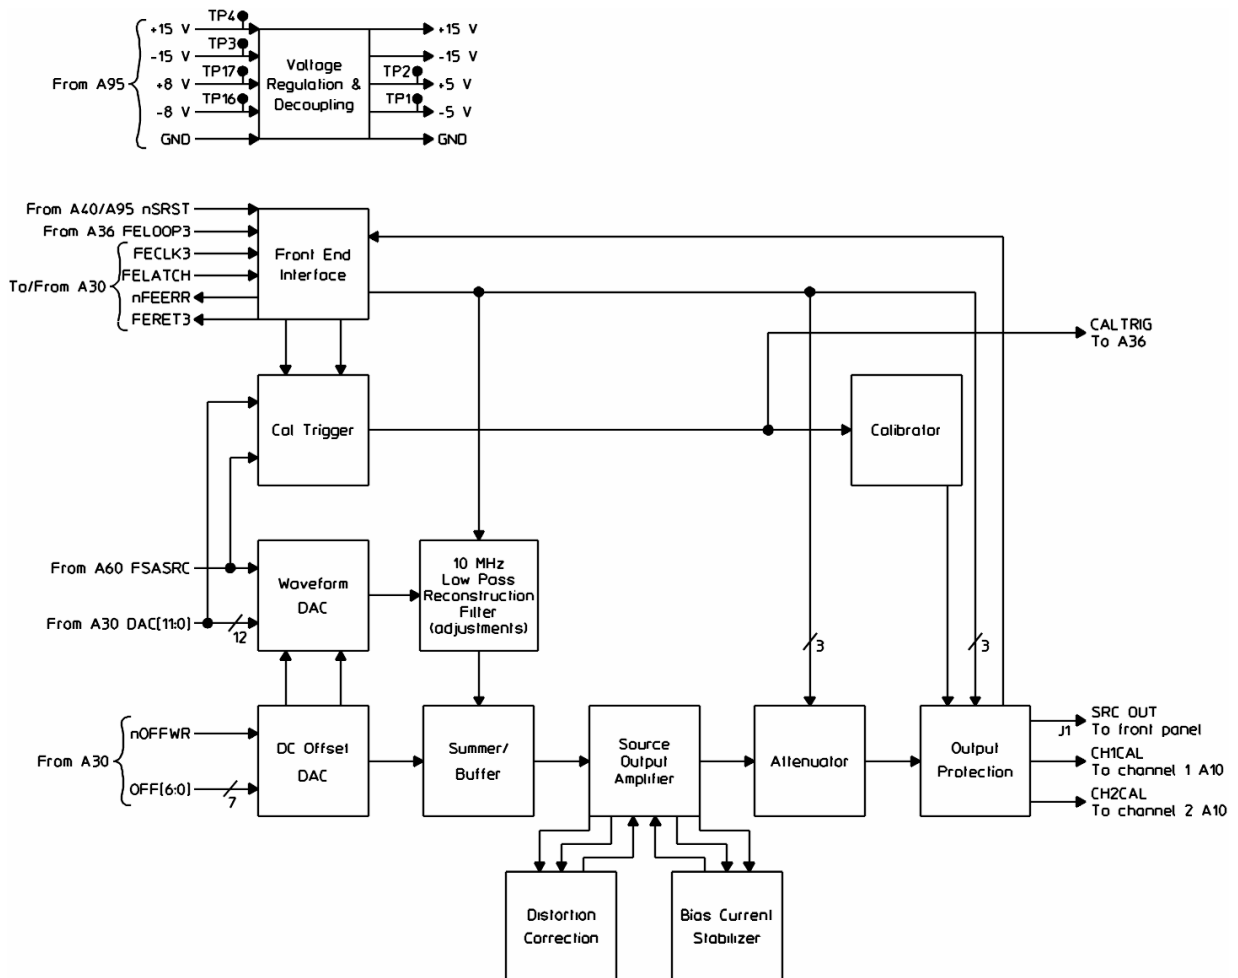 TP4
+15 V
TP3
-15 V
TP17
+8 V
TP16
-8 V
GND
From A95
Voltage
Regulation &
Decoupling
+15 V
-15 V
TP2
+5 V
TP1
-5 V
GND
From A40/A95 nSRST
From A36 FELOOP3
FECLK3
FELATCH
To/From A30
nFEERR
FERET3
Front End
Interface
CALTRIG
To A36
Cal Trigger
Calibrator
From A60 FSASRC
From A30 DAC[11:0]
12
Waveform
DAC
10 MHz
Low Pass
Reconstruction
Filter
(adjustments)
3
3
nOFFWR
From A30
OFF[6:0]
7
DC Offset
DAC
Summer/
Buffer
Source
Output
Amplifier
Attenuator
Output
Protection
J1
SRC OUT
To front panel
CH1CAL
To channel 1 A10
CH2CAL
To channel 2 A10
Distortion
Correction
Bias Current
Stabilizer